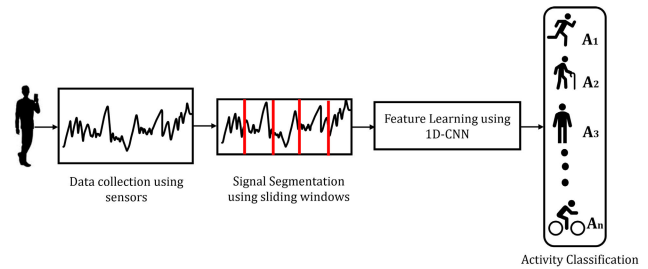 Data collection using
sensors
Signal Segmentation
using sliding windows
Feature Learning using
1D-CNN
A1
A2
A3
An
Activity Classification